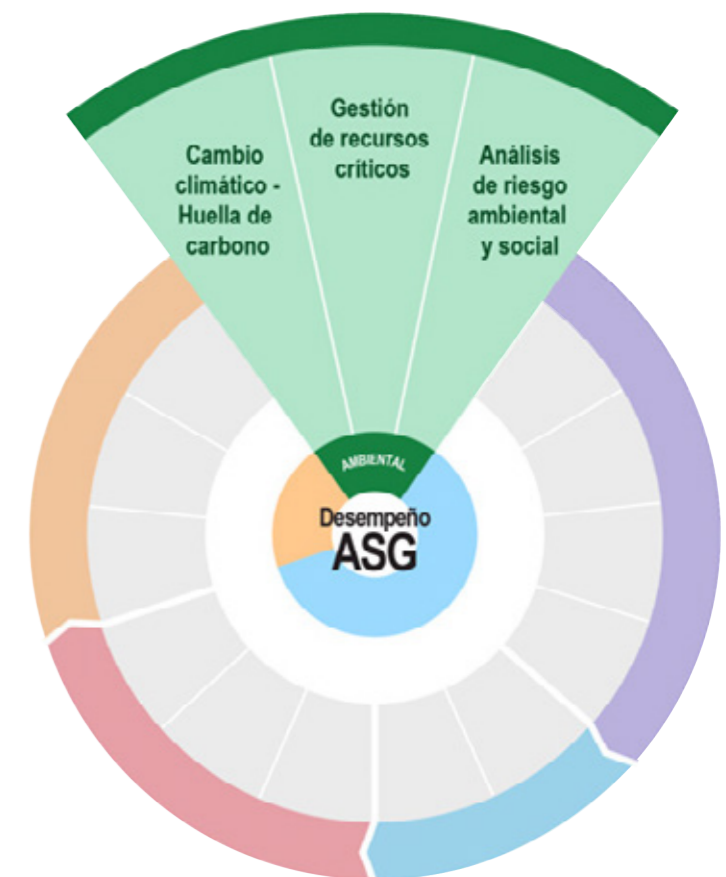 Gestión
de recursos
críticos
Cambio
climático -
Huella de
carbono
Análisis
de riesgo
ambiental
y social
AMBIENTAL
Desempeño
ASG